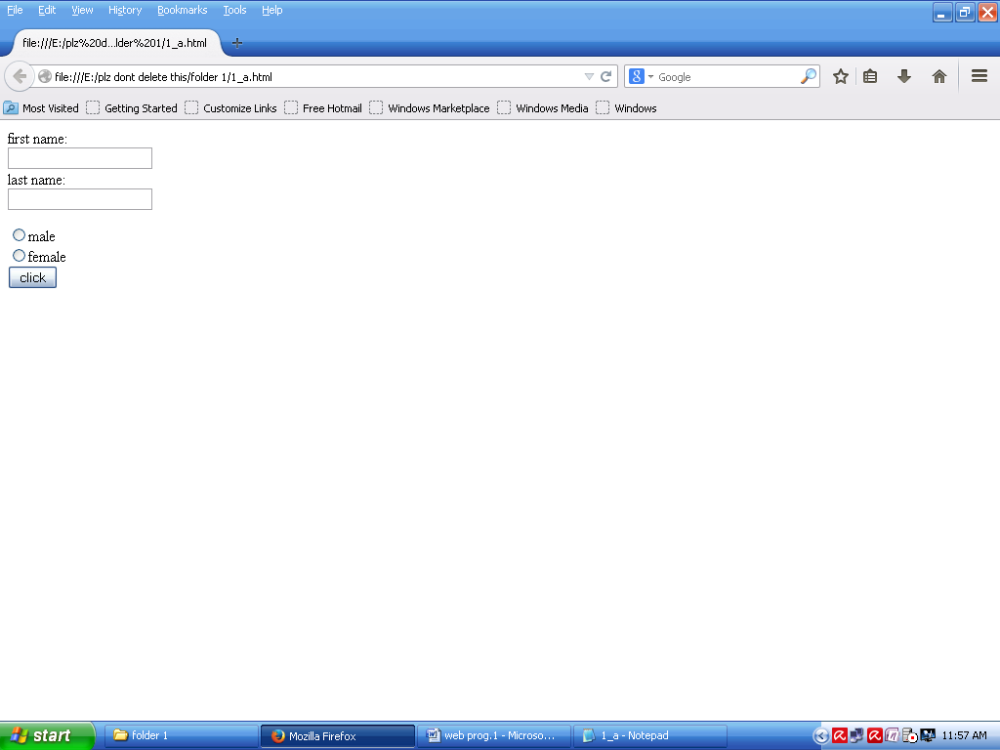 File Edit View History Bookmarks Tools Help
file:///E:/plz%20d...lder%201/1_a.html
file:///E:/plz dont delete this/folder 1/1_a.html
8 Google
Most Visited Getting Started Customize Links Free Hotmail Windows Marketplace Windows Media Windows
first name:
last name:
male
female
click
start folder 1 Mozilla Firefox web prog.1 - Microso... 1_a - Notepad 11:57 AM